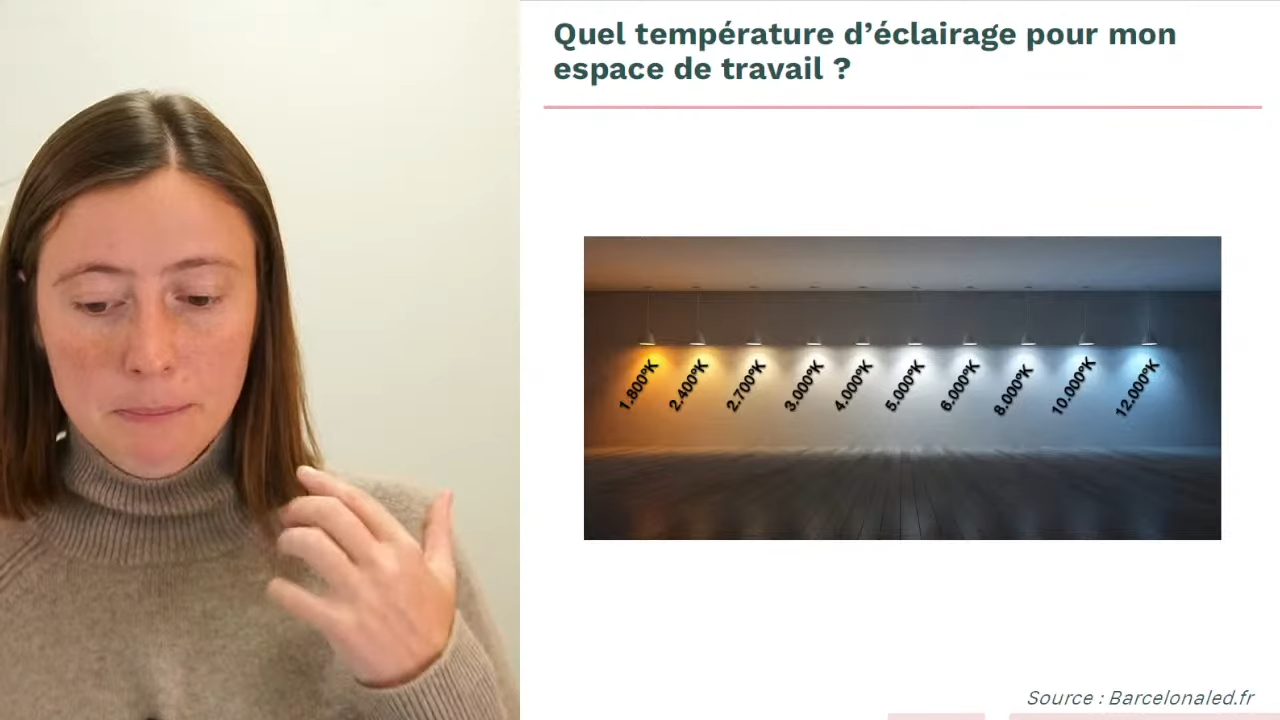 Quel température d’éclairage pour mon
espace de travail ?
1.800ºK
2.400ºK
2.700ºK
3.000ºK
4.000ºK
5.000ºK
6.000ºK
8.000ºK
10.000ºK
12.000ºK
Source : Barcelonaled.fr